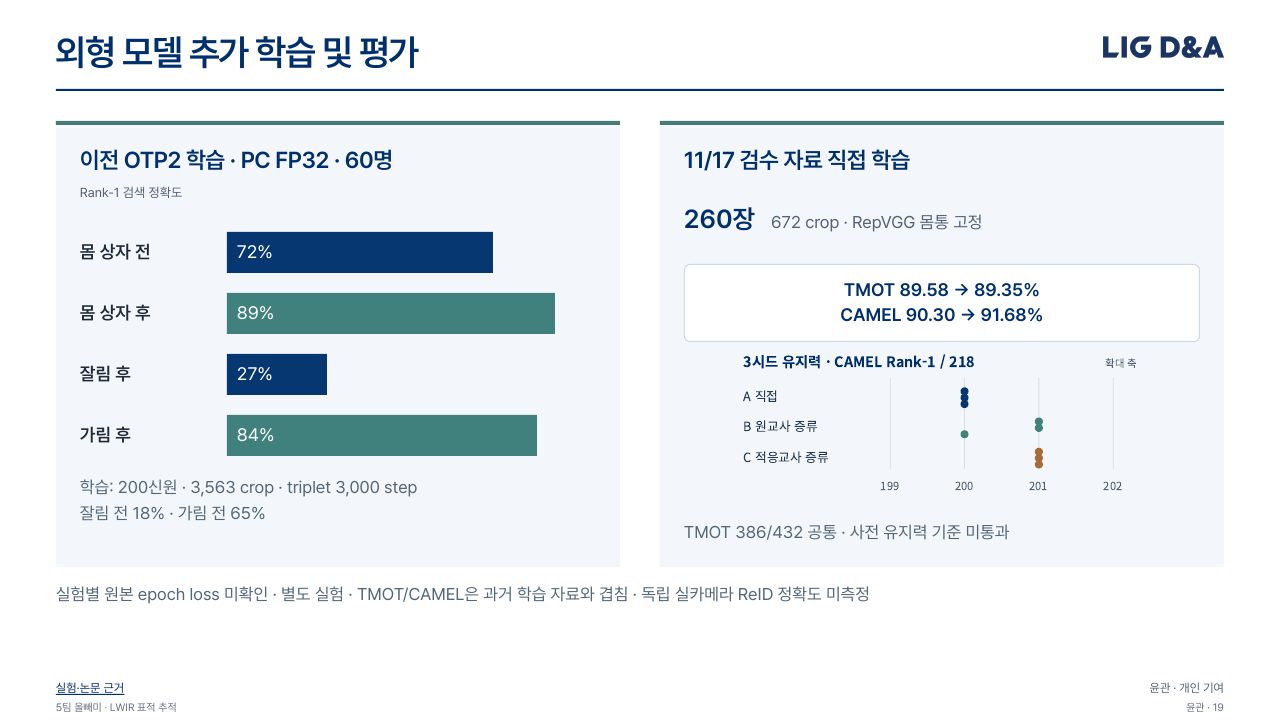 외형 모델 추가 학습 및 평가
LIG D&A
이전 OTP2 학습 · PC FP32 · 60명
Rank-1 검색 정확도
몸 상자 전
72%
몸 상자 후
89%
잘림 후
27%
가림 후
84%
학습: 200신원 · 3,563 crop · triplet 3,000 step
잘림 전 18% · 가림 전 65%
11/17 검수 자료 직접 학습
260장 672 crop · RepVGG 몸통 고정
TMOT 89.58 → 89.35%
CAMEL 90.30 → 91.68%
3시드 유지력 · CAMEL Rank-1 / 218
확대 축
A 직접
B 원교사 증류
C 적응교사 증류
199 200 201 202
TMOT 386/432 공통 · 사전 유지력 기준 미통과
실험별 원본 epoch loss 미확인 · 별도 실험 · TMOT/CAMEL은 과거 학습 자료와 겹침 · 독립 실카메라 ReID 정확도 미측정
실험·논문 근거
5팀 올빼미 · LWIR 표적 추적
윤관 · 개인 기여
윤관 · 19